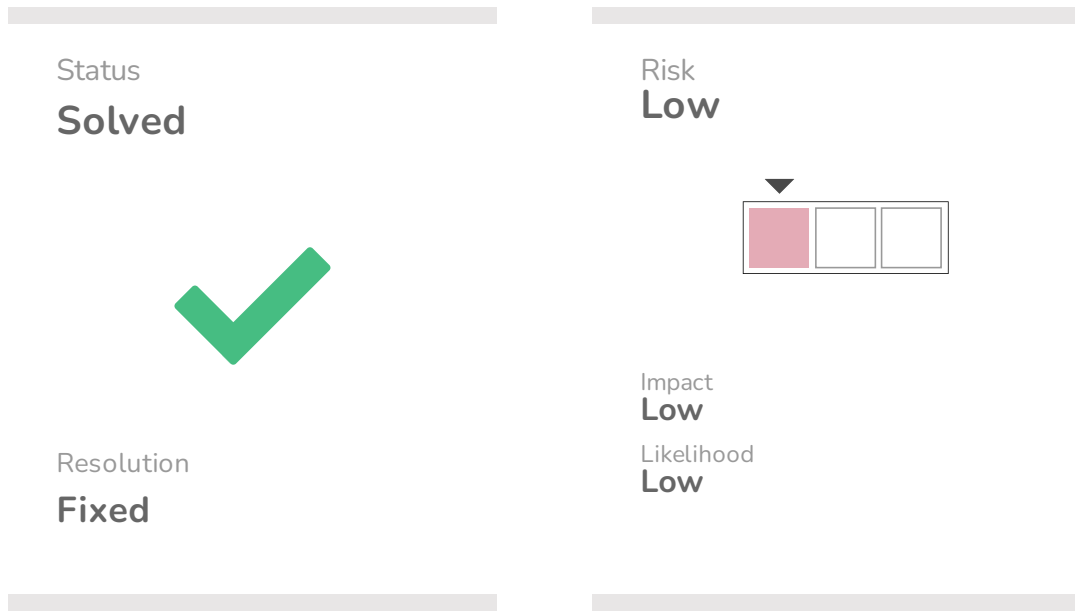 Status
Solved
Resolution
Fixed
Risk
Low
Impact
Low
Likelihood
Low